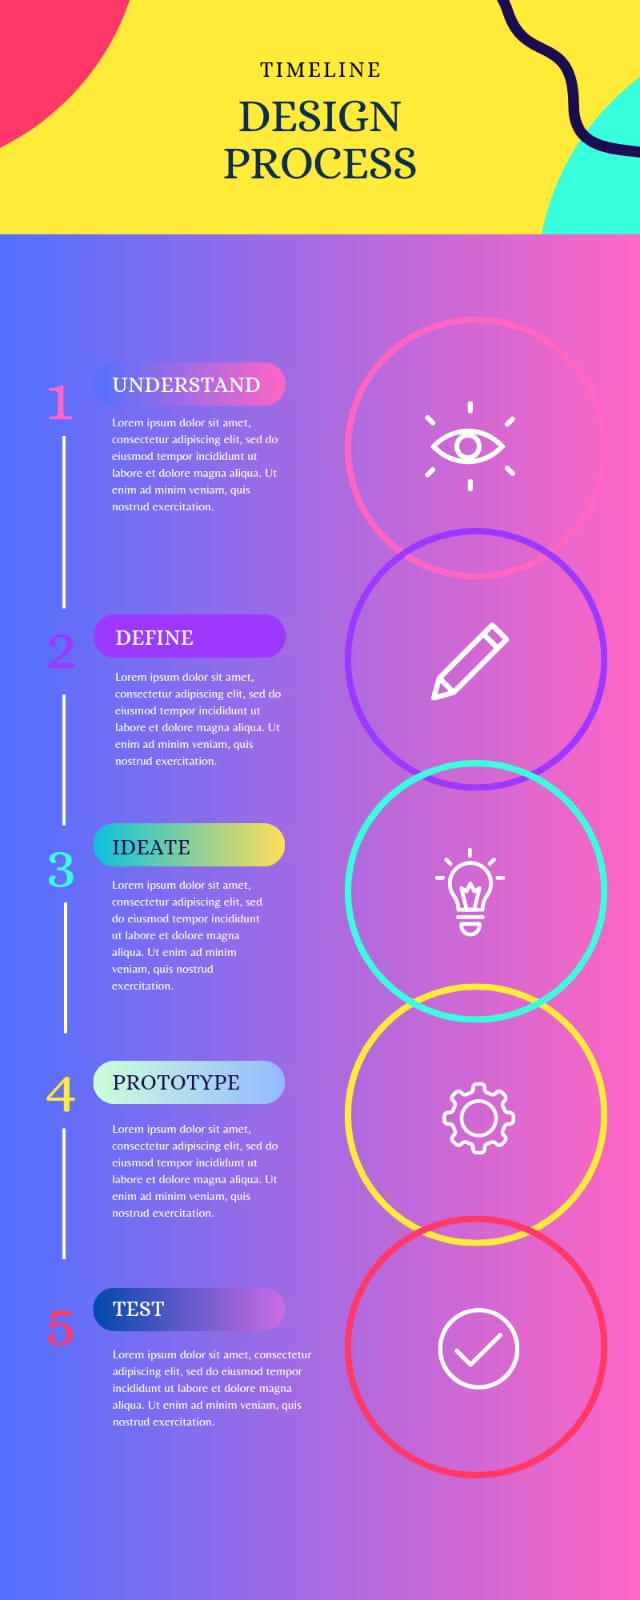 TIMELINE
DESIGN
PROCESS
1
UNDERSTAND
Lorem ipsum dolor sit amet,
consectetur adipiscing elit, sed do
eiusmod tempor incididunt ut
labore et dolore magna aliqua. Ut
enim ad minim veniam, quis
nostrud exercitation.
2
DEFINE
Lorem ipsum dolor sit amet,
consectetur adipiscing elit, sed do
eiusmod tempor incididunt ut
labore et dolore magna aliqua. Ut
enim ad minim veniam, quis
nostrud exercitation.
3
IDEATE
Lorem ipsum dolor sit amet,
consectetur adipiscing elit, sed
do eiusmod tempor incididunt
ut labore et dolore magna
aliqua. Ut enim ad minim
veniam, quis nostrud
exercitation.
4
PROTOTYPE
Lorem ipsum dolor sit amet,
consectetur adipiscing elit, sed do
eiusmod tempor incididunt ut
labore et dolore magna aliqua. Ut
enim ad minim veniam, quis
nostrud exercitation.
5
TEST
Lorem ipsum dolor sit amet, consectetur
adipiscing elit, sed do eiusmod tempor
incididunt ut labore et dolore magna
aliqua. Ut enim ad minim veniam, quis
nostrud exercitation.